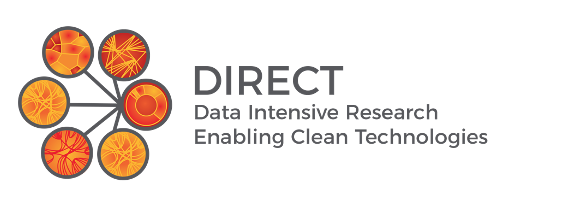 DIRECT
Data Intensive Research
Enabling Clean Technologies